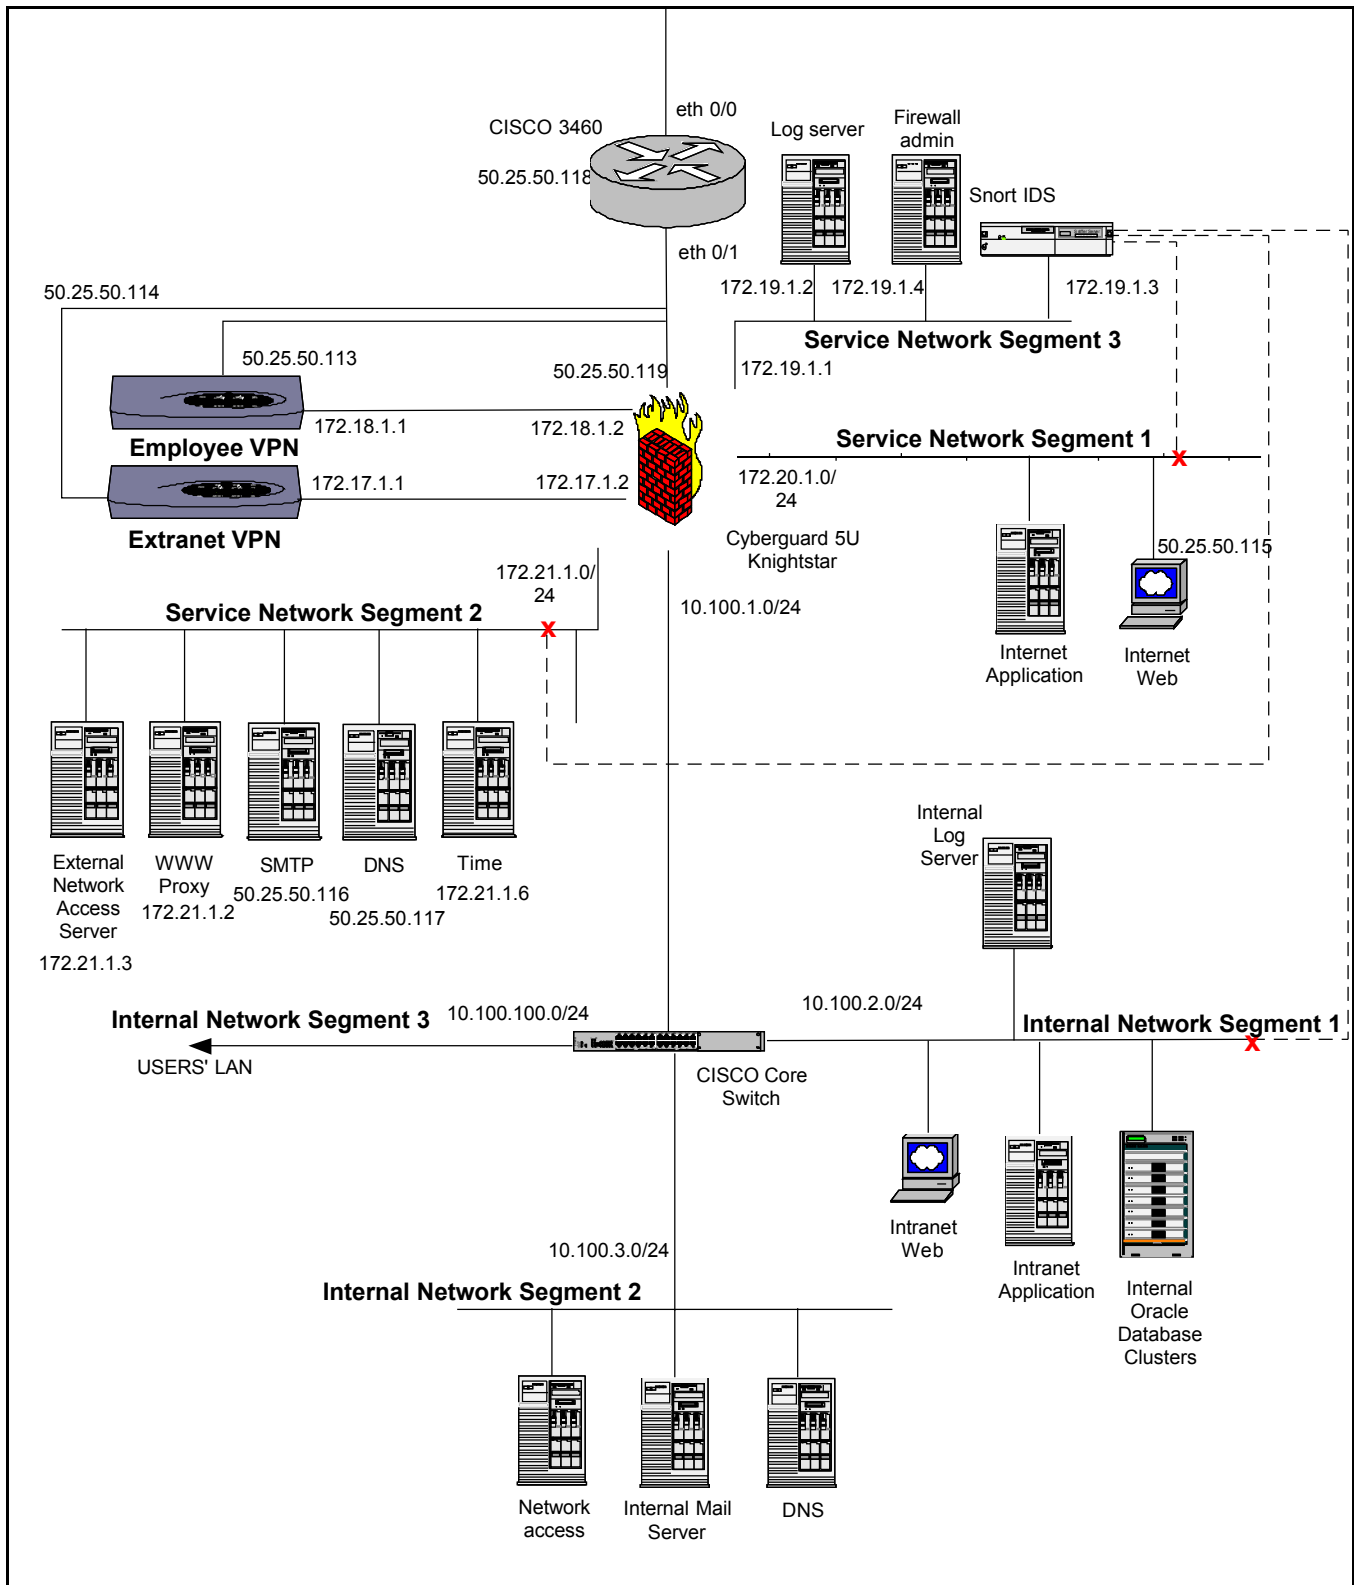 eth 0/0
CISCO 3460
50.25.50.118
eth 0/1
Log server
Firewall
admin
Snort IDS
172.19.1.2
172.19.1.4
172.19.1.3
Service Network Segment 3
172.19.1.1
50.25.50.114
50.25.50.113
50.25.50.119
Employee VPN
172.18.1.1
172.18.1.2
Extranet VPN
172.17.1.1
172.17.1.2
Service Network Segment 1
X
172.20.1.0/
24
Cyberguard 5U
Knightstar
50.25.50.115
Internet
Application
Internet
Web
172.21.1.0/
24
Service Network Segment 2
X
10.100.1.0/24
External
Network
Access
Server
172.21.1.3
WWW
Proxy
172.21.1.2
SMTP
50.25.50.116
DNS
50.25.50.117
Time
172.21.1.6
Internal
Log
Server
10.100.2.0/24
Internal Network Segment 1
X
Internal Network Segment 3
10.100.100.0/24
USERS' LAN
CISCO Core
Switch
Intranet
Web
Intranet
Application
Internal
Oracle
Database
Clusters
10.100.3.0/24
Internal Network Segment 2
Network
access
Internal Mail
Server
DNS